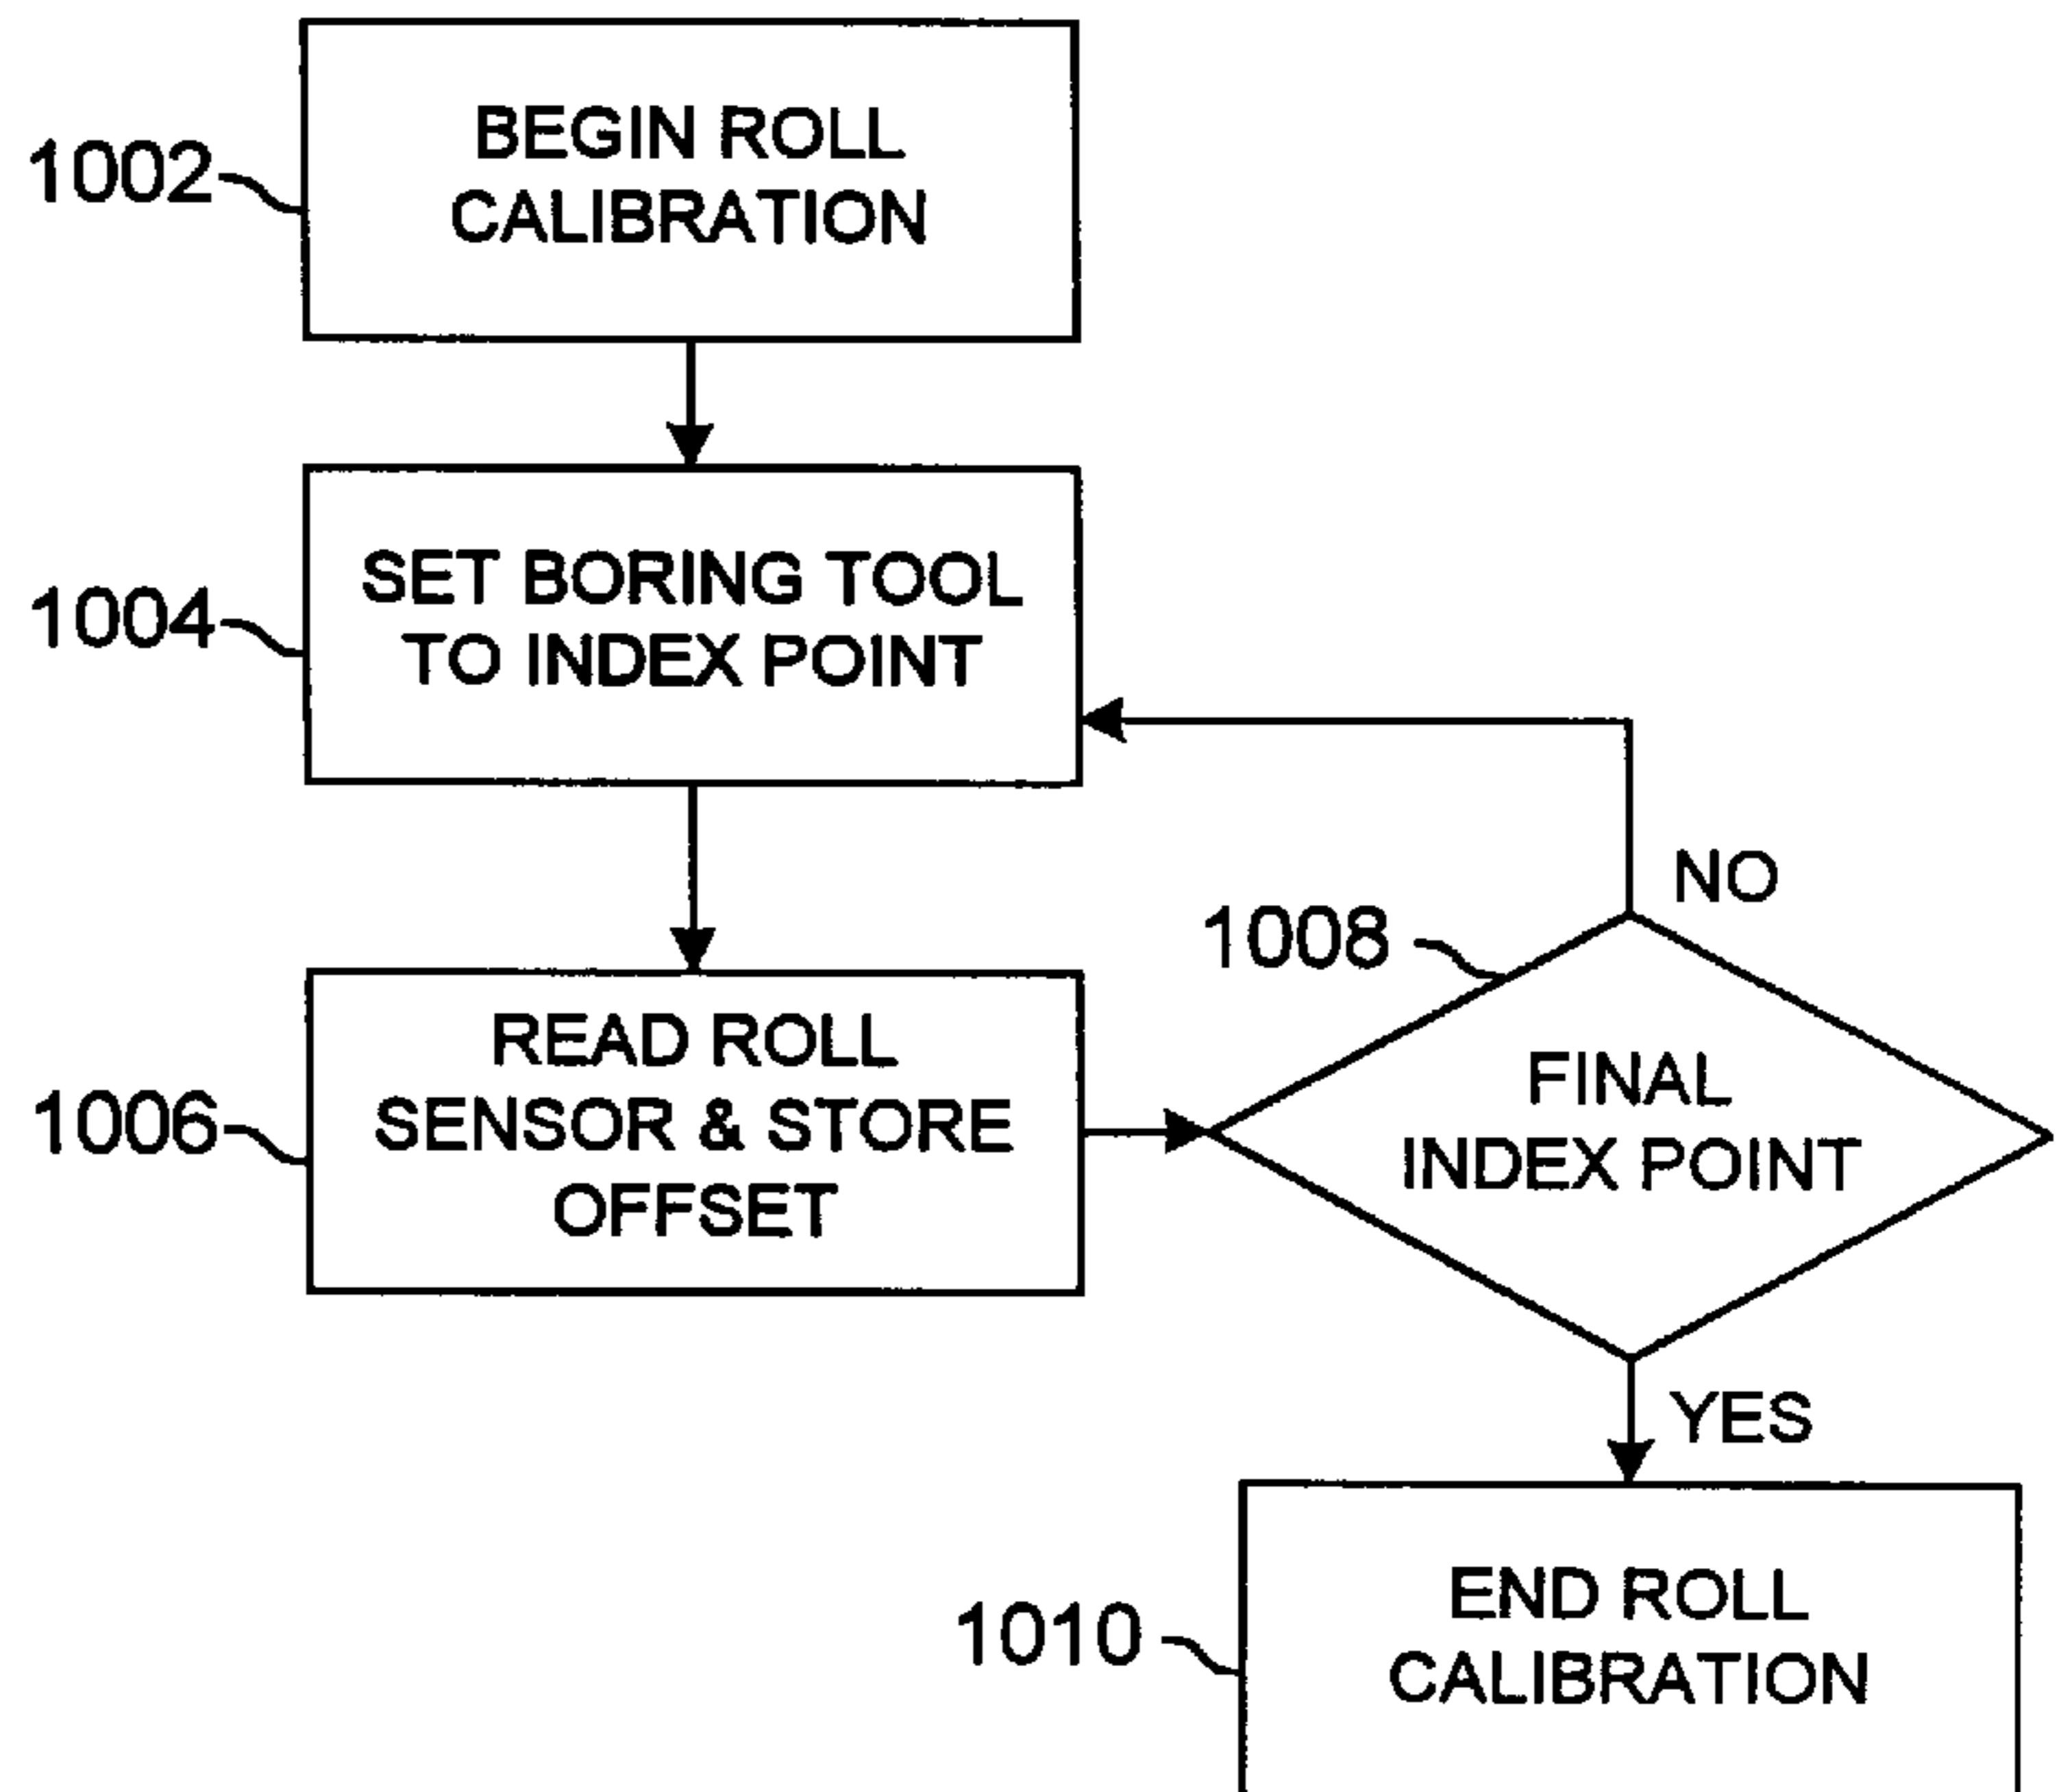 BEGIN ROLL
CALIBRATION
1002
SET BORING TOOL
TO INDEX POINT
1004
READ ROLL
SENSOR & STORE
OFFSET
1006
NO
1008
FINAL
INDEX POINT
YES
END ROLL
CALIBRATION
1010